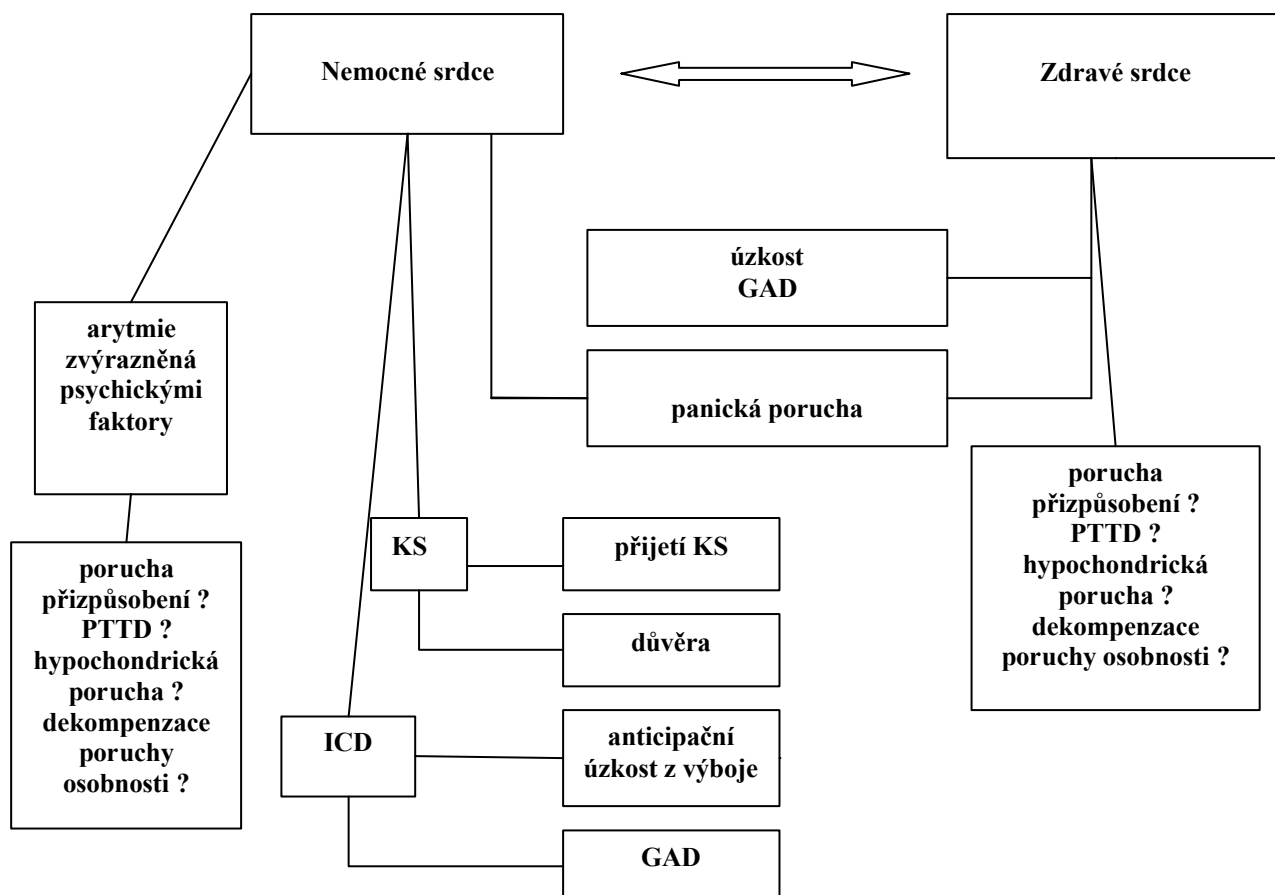 Nemocné srdce
Zdravé srdce
úzkost
GAD
arytmie
zvýrazněná
psychickými
faktory
panická porucha
porucha
přizpůsobení ?
PTTD ?
hypochondrická
porucha ?
dekompenzace
poruchy osobnosti ?
KS
přijetí KS
porucha
přizpůsobení ?
PTTD ?
hypochondrická
porucha ?
dekompenzace
poruchy
osobnosti ?
důvěra
ICD
anticipační
úzkost z výboje
GAD